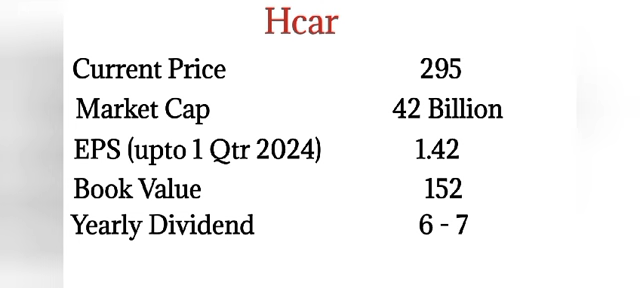 Hcar
Current Price 295
Market Cap 42 Billion
EPS (upto 1 Qtr 2024) 1.42
Book Value 152
Yearly Dividend 6 - 7